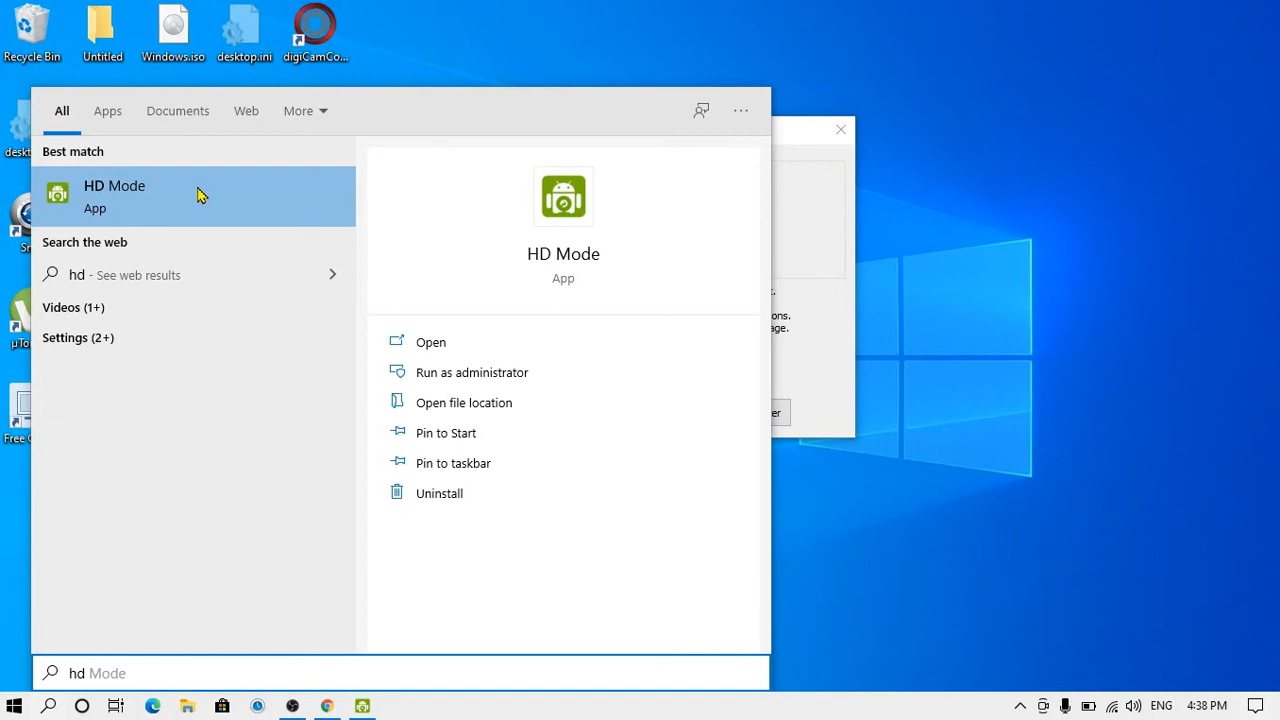 Recycle Bin
Untitled
Windows.iso
desktop.ini
digiCamCo...
All
Apps
Documents
Web
More
Best match
HD Mode
App
Search the web
hd - See web results
Videos (1+)
Settings (2+)
HD Mode
App
Open
Run as administrator
Open file location
Pin to Start
Pin to taskbar
Uninstall
hd Mode
ENG
4:38 PM